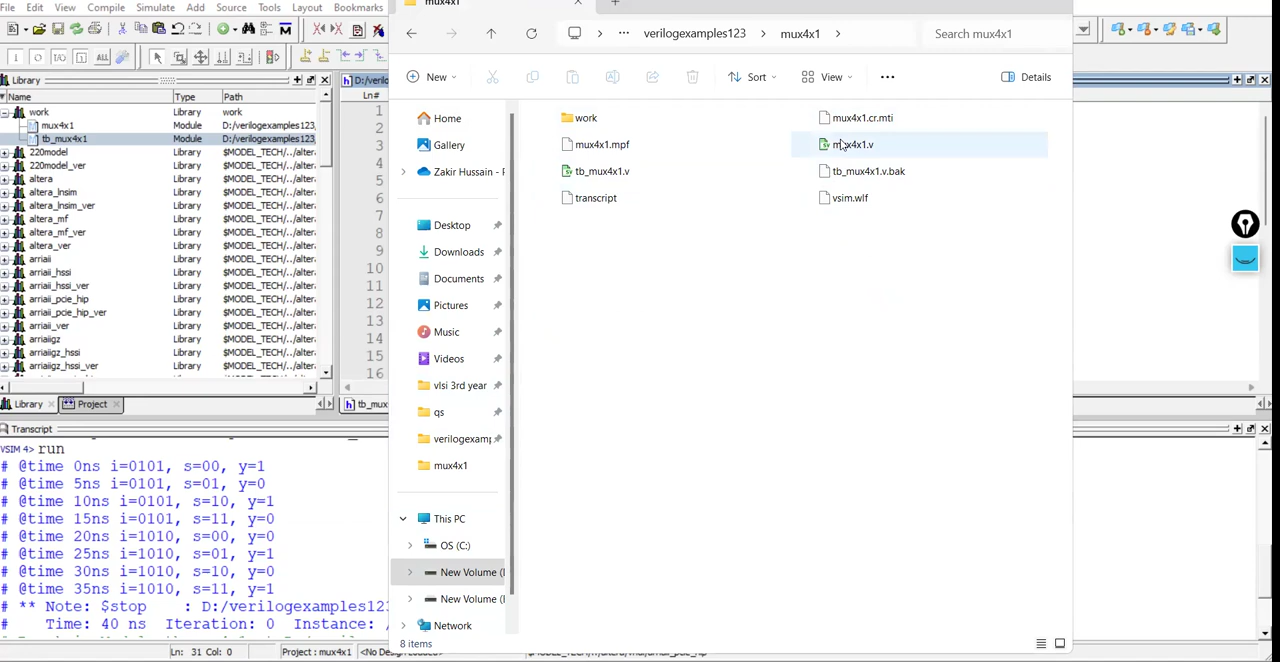 File Edit View Compile Simulate Add Source Tools Layout Bookmarks
mux4x1
verilogexamples123 mux4x1
Search mux4x1
New Sort View Details
Library
Name Type Path
work Library work
mux4x1 Module D:/verilogexamples123
tb_mux4x1 Module D:/verilogexamples123
220model Library $MODEL_TECH/../alter
220model_ver Library $MODEL_TECH/../alter
altera Library $MODEL_TECH/../alter
altera_lnsim Library $MODEL_TECH/../alter
altera_lnsim_ver Library $MODEL_TECH/../alter
altera_mf Library $MODEL_TECH/../alter
altera_mf_ver Library $MODEL_TECH/../alter
altera_ver Library $MODEL_TECH/../alter
arriaii Library $MODEL_TECH/../alter
arriaii_hssi Library $MODEL_TECH/../alter
arriaii_hssi_ver Library $MODEL_TECH/../alter
arriaii_pcie_hip Library $MODEL_TECH/../alter
arriaii_pcie_hip_ver Library $MODEL_TECH/../alter
arriaii_ver Library $MODEL_TECH/../alter
arriaiigz Library $MODEL_TECH/../alter
arriaiigz_hssi Library $MODEL_TECH/../alter
arriaiigz_hssi_ver Library $MODEL_TECH/../alter
Library Project
D:/verilo
Ln#
1
2
3
4
5
6
7
8
9
10
11
12
13
14
15
16
tb_mux
Home
Gallery
Zakir Hussain -
Desktop
Downloads
Documents
Pictures
Music
Videos
vlsi 3rd year
qs
verilogexamp
mux4x1
This PC
OS (C:)
New Volume (
New Volume (
Network
work
mux4x1.mpf
tb_mux4x1.v
transcript
mux4x1.cr.mti
mux4x1.v
tb_mux4x1.v.bak
vsim.wlf
8 items
Transcript
VSIM 4> run
# @time 0ns i=0101, s=00, y=1
# @time 5ns i=0101, s=01, y=0
# @time 10ns i=0101, s=10, y=1
# @time 15ns i=0101, s=11, y=0
# @time 20ns i=1010, s=00, y=0
# @time 25ns i=1010, s=01, y=1
# @time 30ns i=1010, s=10, y=0
# @time 35ns i=1010, s=11, y=1
# ** Note: $stop : D:/verilogexamples123
# Time: 40 ns Iteration: 0 Instance: /
Ln: 31 Col: 0 Project : mux4x1